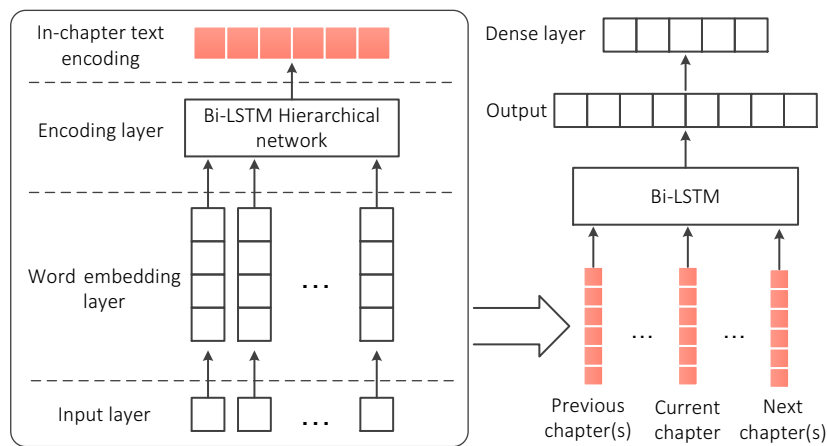 In-chapter text
encoding
Encoding layer
Bi-LSTM Hierarchical
network
Word embedding
layer
...
Input layer
...
Dense layer
Output
Bi-LSTM
... ...
Previous
chapter(s)
Current
chapter
Next
chapter(s)